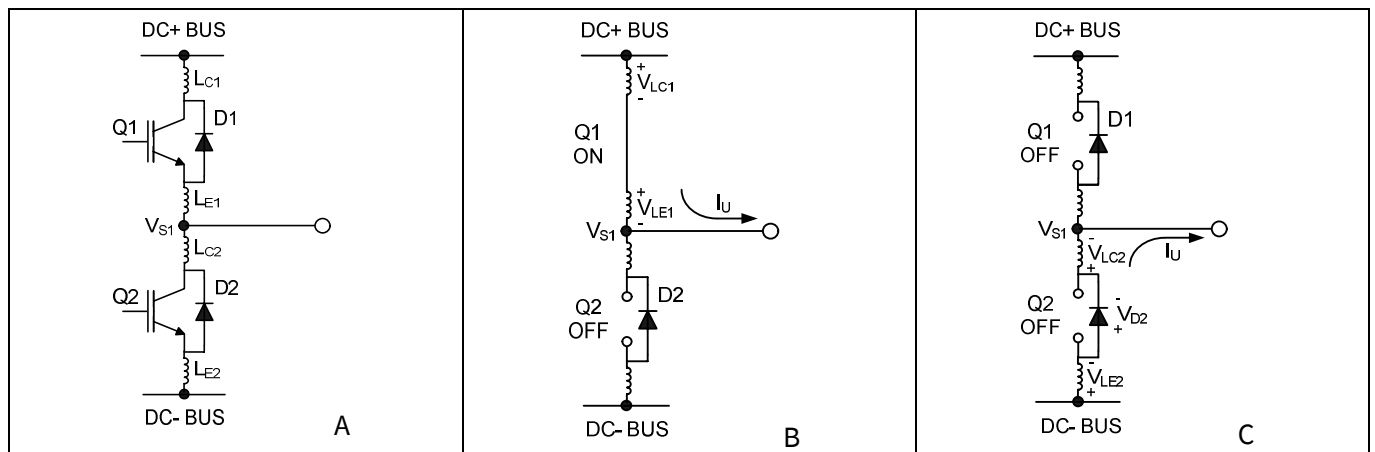 DC+ BUS
LC1
Q1
D1
LE1
VS1
LC2
Q2
D2
LE2
DC- BUS
A
DC+ BUS
+
VLC1
-
Q1
ON
+
VLE1
-
IU
VS1
Q2
OFF
D2
DC- BUS
B
DC+ BUS
Q1
OFF
D1
VS1
-
VLC2
+
IU
Q2
OFF
-
VD2
+
-
VLE2
+
DC- BUS
C